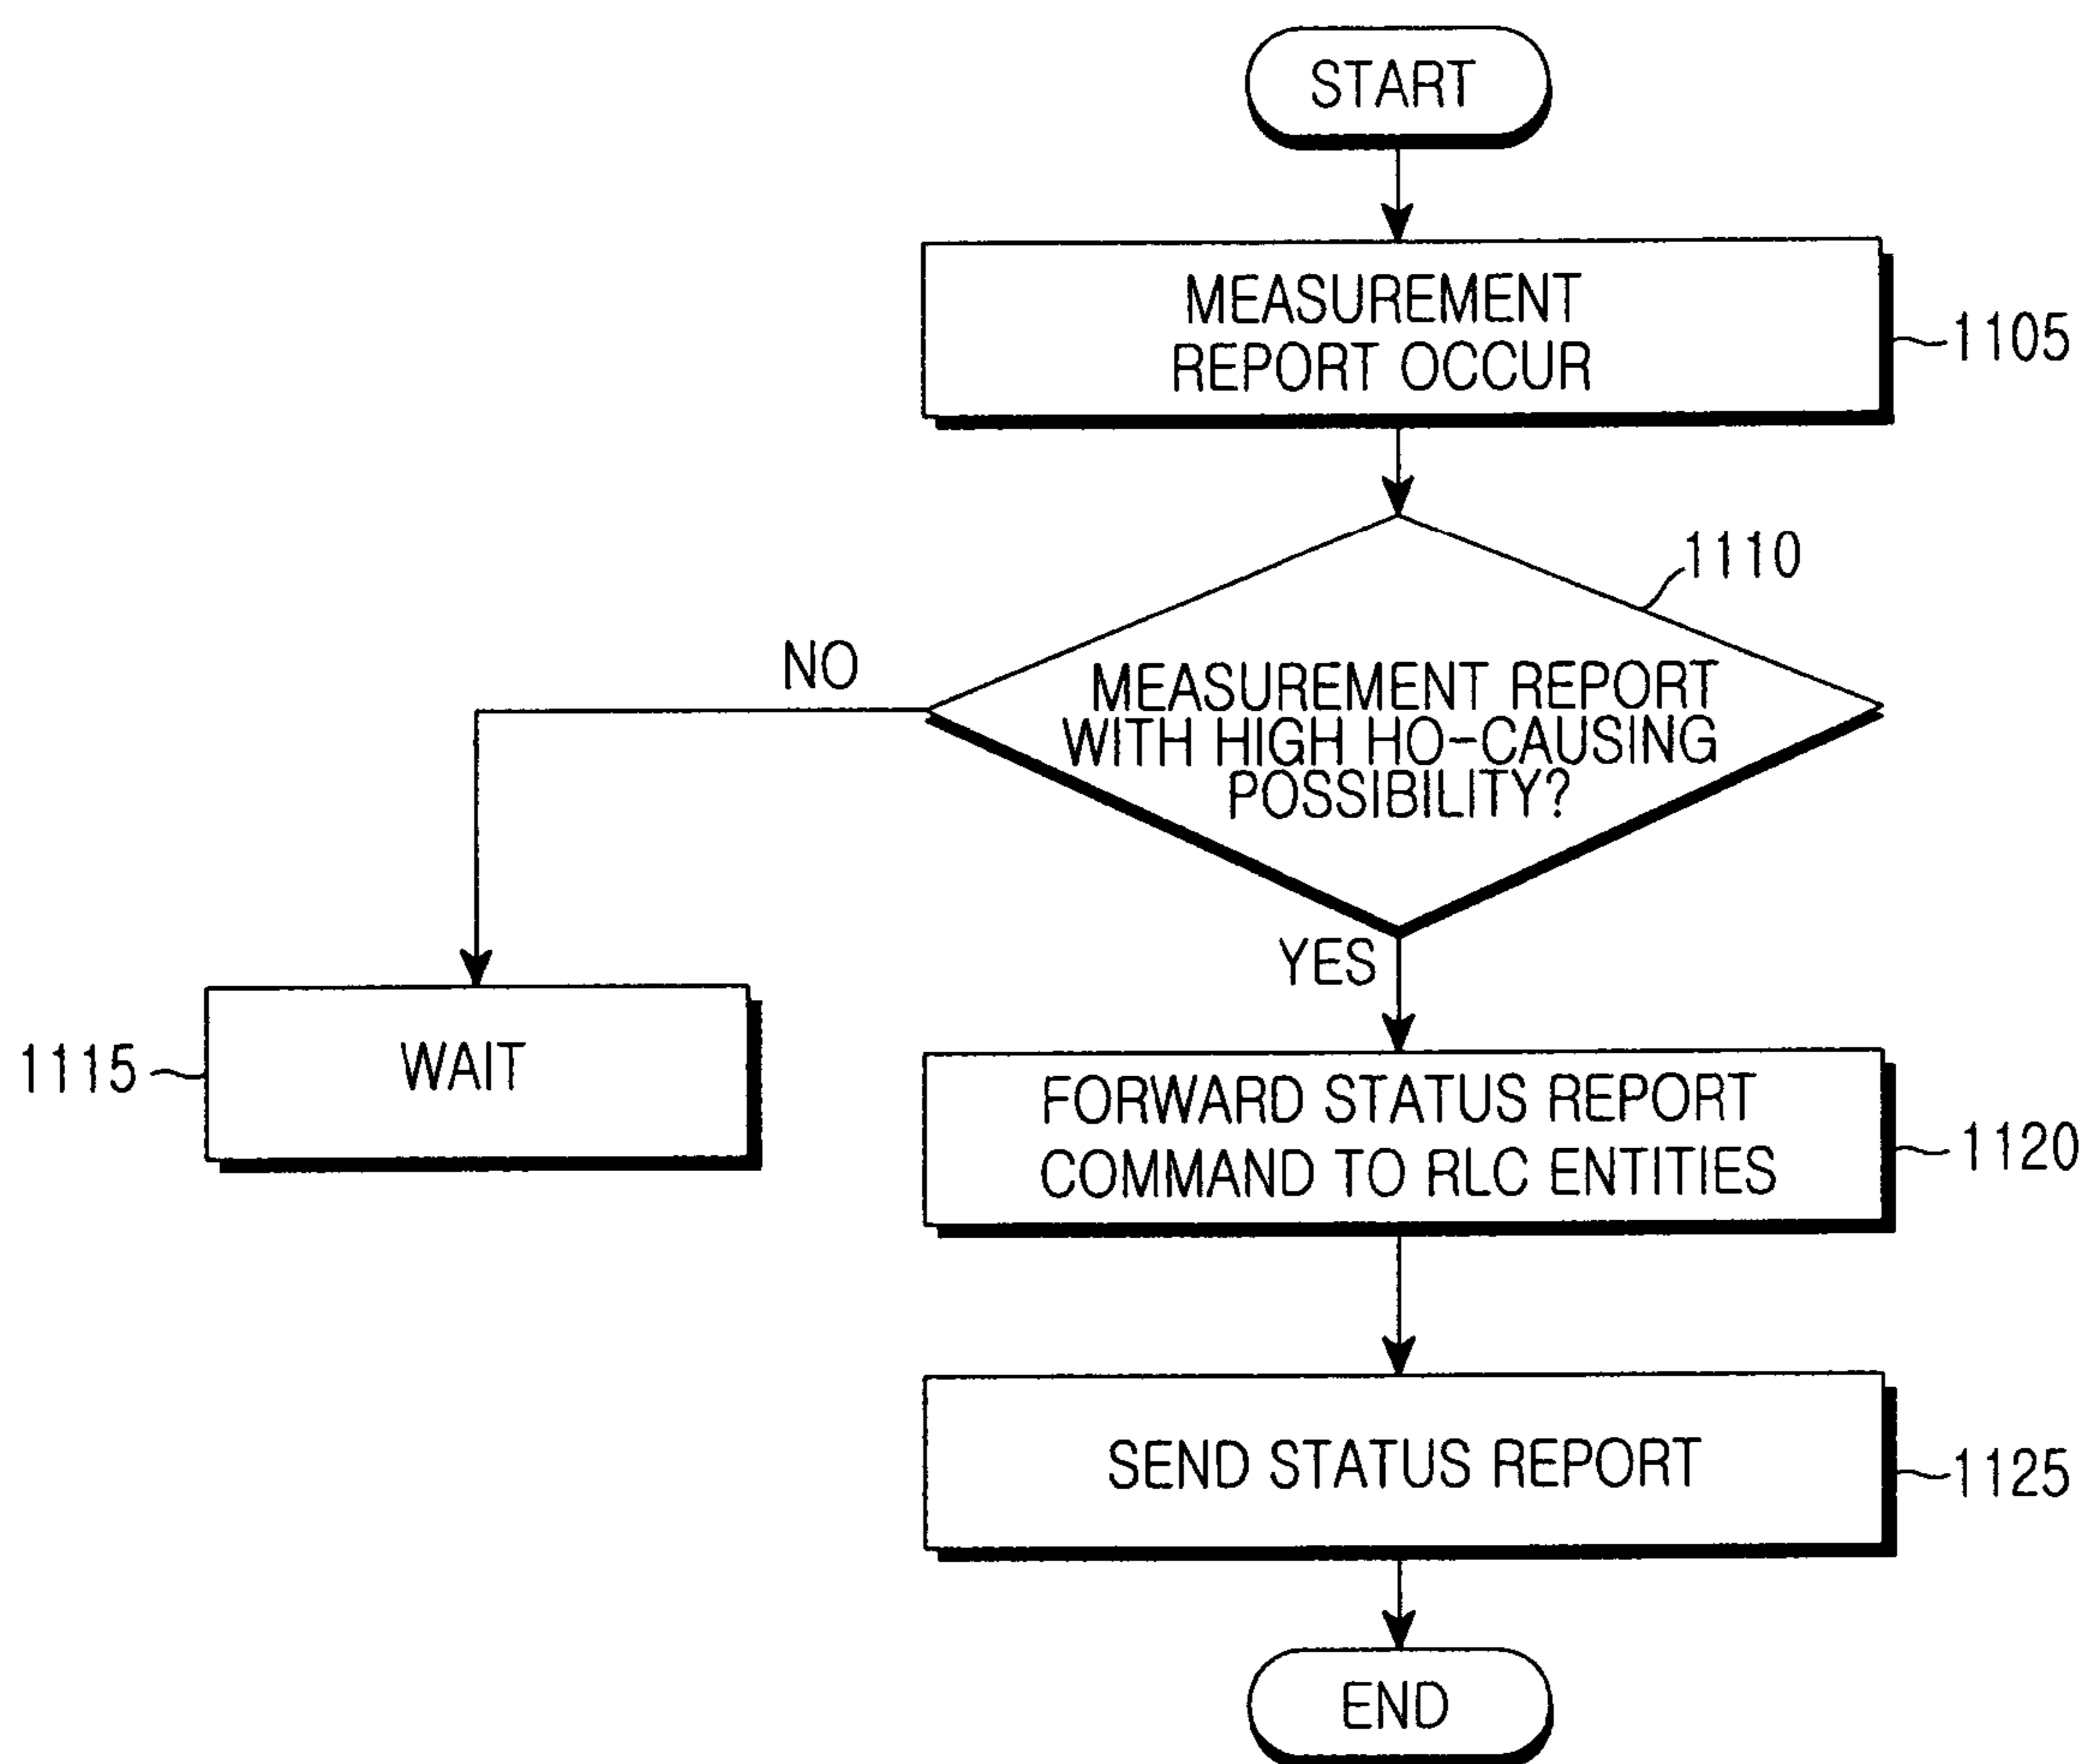 START
MEASUREMENT
REPORT OCCUR
1105
1110
NO
MEASUREMENT REPORT
WITH HIGH HO-CAUSING
POSSIBILITY?
YES
1115
WAIT
FORWARD STATUS REPORT
COMMAND TO RLC ENTITIES
1120
SEND STATUS REPORT
1125
END